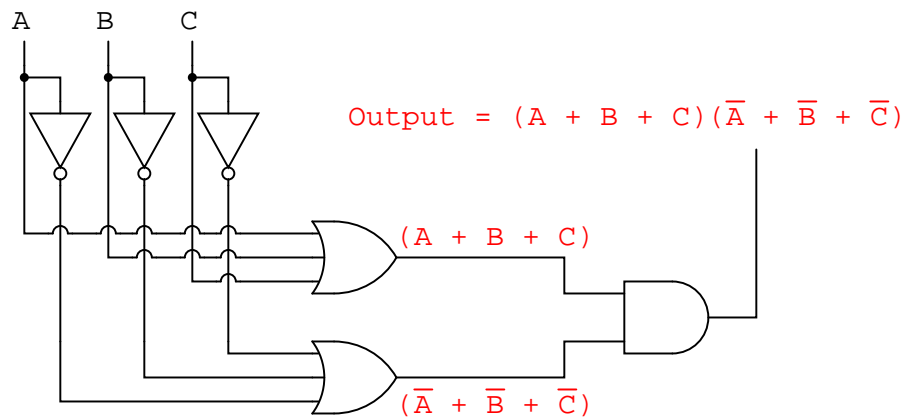 A B C
Output = (A + B + C)(A̅ + B̅ + C̅)
(A + B + C)
(A̅ + B̅ + C̅)